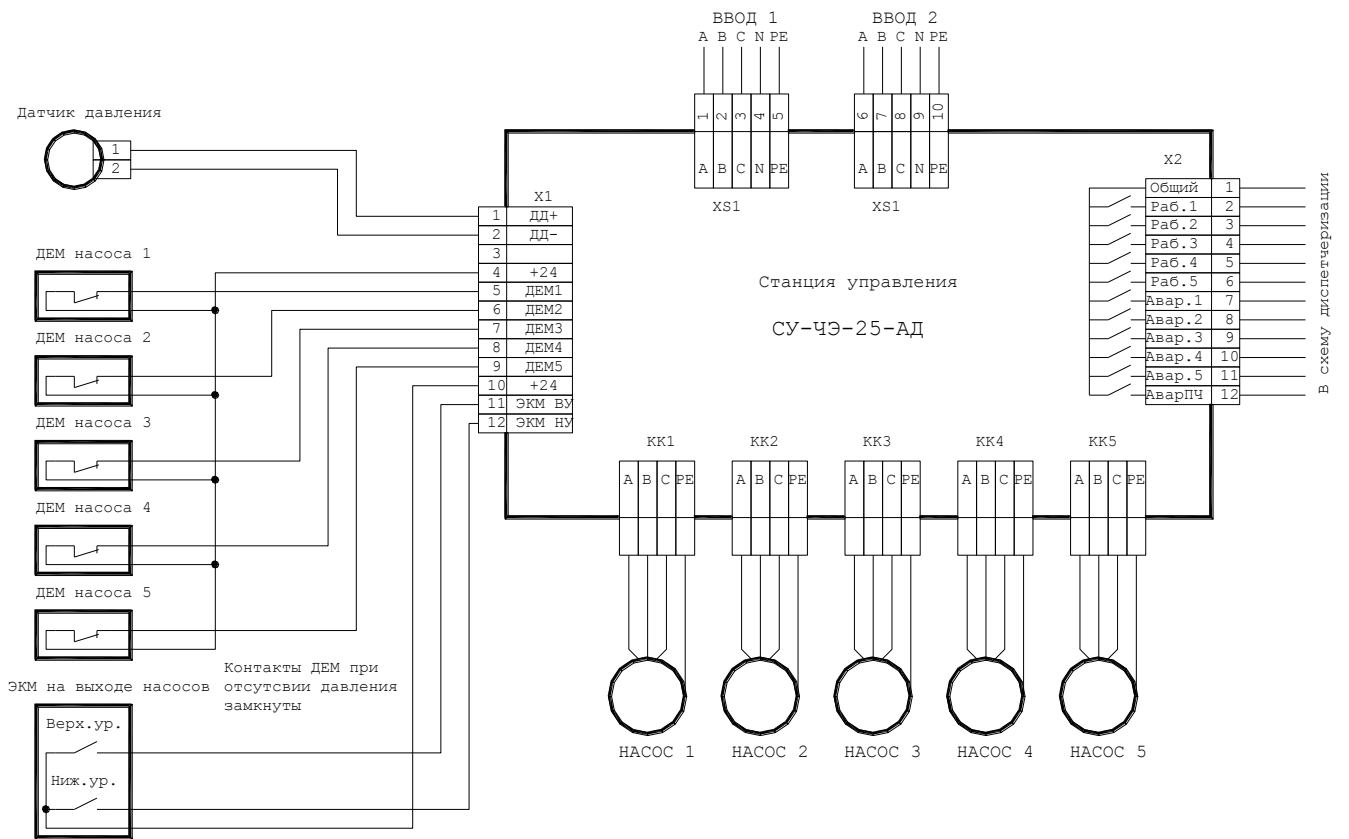 ВВОД 1
A B C N PE
1 2 3 4 5
A B C N PE
XS1
ВВОД 2
A B C N PE
6 7 8 9 10
A B C N PE
XS1
Датчик давления
1
2
X1
1 ДД+
2 ДД-
3
4 +24
5 ДЕМ1
6 ДЕМ2
7 ДЕМ3
8 ДЕМ4
9 ДЕМ5
10 +24
11 ЭКМ ВУ
12 ЭКМ НУ
ДЕМ насоса 1
ДЕМ насоса 2
ДЕМ насоса 3
ДЕМ насоса 4
ДЕМ насоса 5
Контакты ДЕМ при
отсутсвии давления
замкнуты
ЭКМ на выходе насосов
Верх.ур.
Ниж.ур.
Станция управления
СУ-ЧЭ-25-АД
X2
Общий 1
Раб.1 2
Раб.2 3
Раб.3 4
Раб.4 5
Раб.5 6
Авар.1 7
Авар.2 8
Авар.3 9
Авар.4 10
Авар.5 11
АварПЧ 12
В схему диспетчеризации
КК1
A B C PE
НАСОС 1
КК2
A B C PE
НАСОС 2
КК3
A B C PE
НАСОС 3
КК4
A B C PE
НАСОС 4
КК5
A B C PE
НАСОС 5